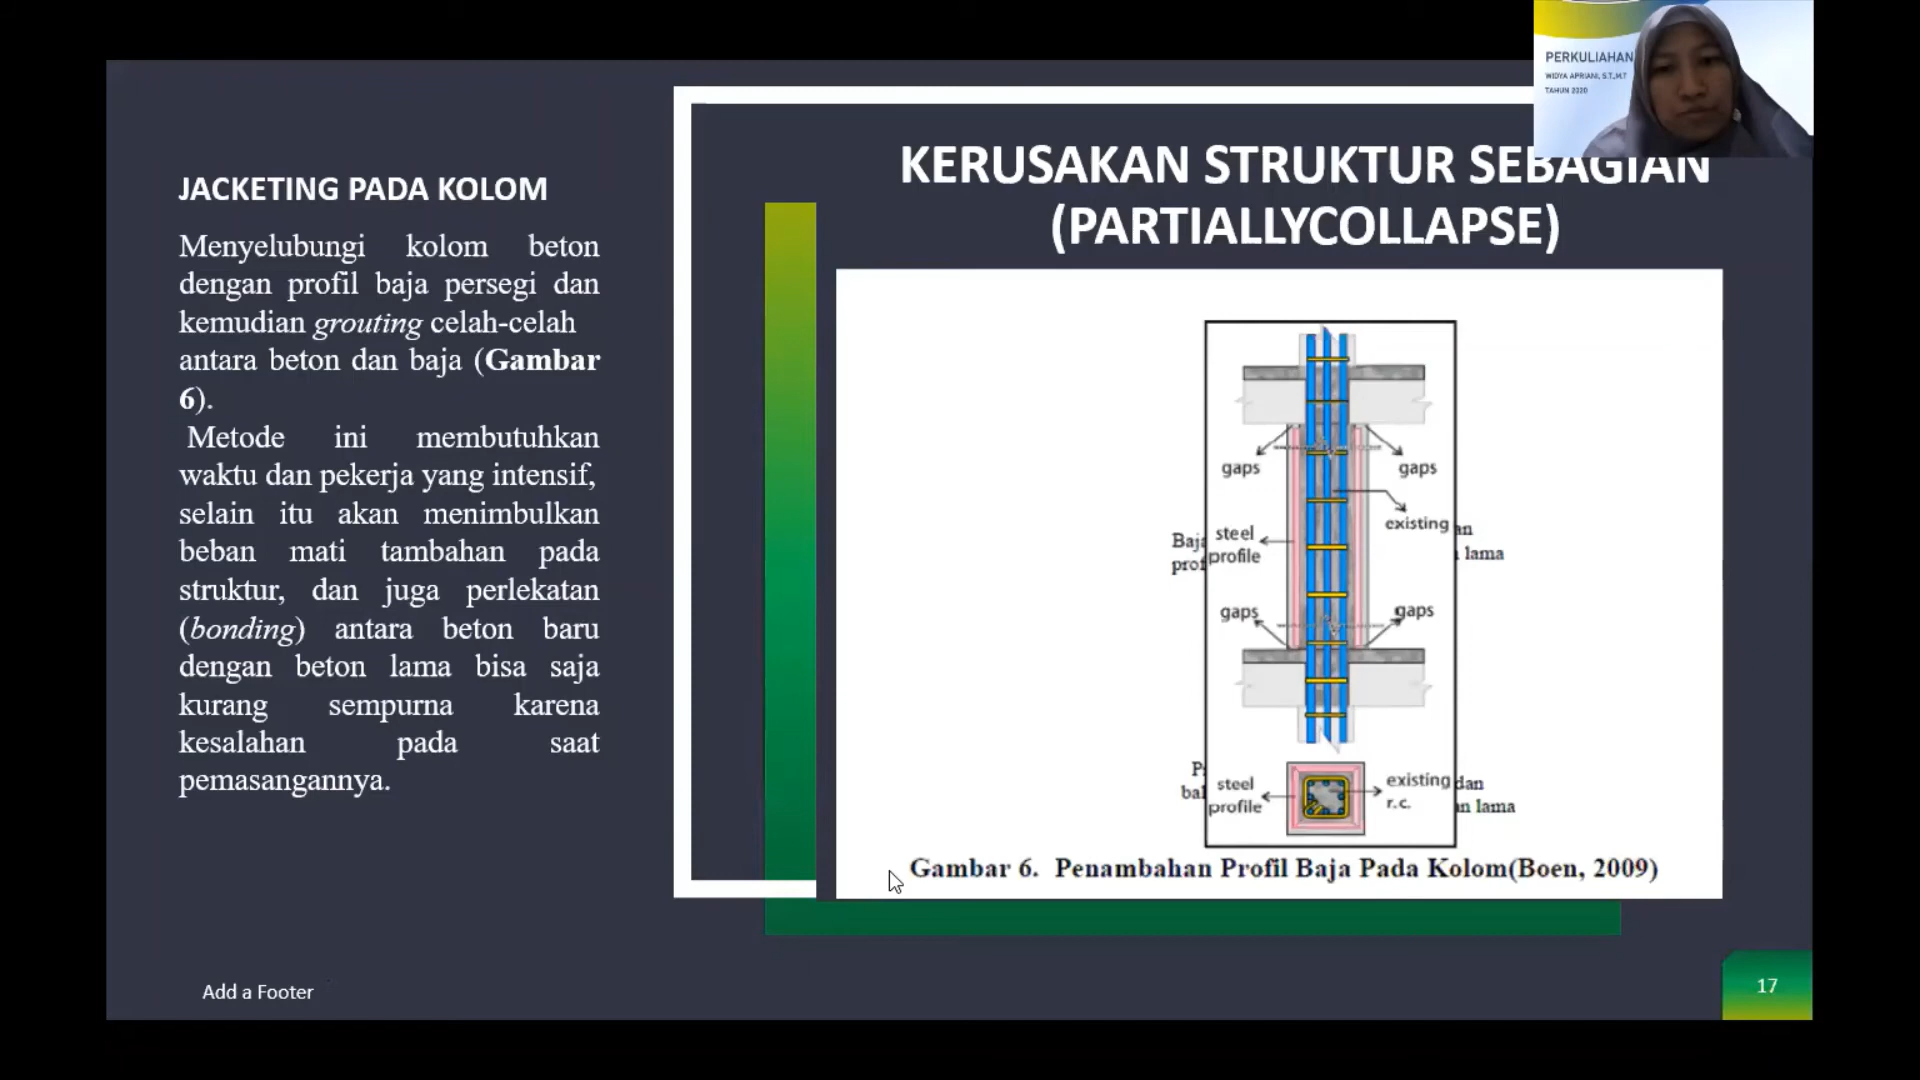 PERKULIAHAN
WIDYA APRIANI, S.T.,M.T
TAHUN 2020
KERUSAKAN STRUKTUR SEBAGIAN
(PARTIALLYCOLLAPSE)
JACKETING PADA KOLOM
Menyelubungi kolom beton
dengan profil baja persegi dan
kemudian grouting celah-celah
antara beton dan baja (Gambar
6).
Metode ini membutuhkan
waktu dan pekerja yang intensif,
selain itu akan menimbulkan
beban mati tambahan pada
struktur, dan juga perlekatan
(bonding) antara beton baru
dengan beton lama bisa saja
kurang sempurna karena
kesalahan pada saat
pemasangannya.
gaps
gaps
existing
lama
steel
profile
gaps
gaps
steel
profile
existing
r.c.
dan
lama
Gambar 6. Penambahan Profil Baja Pada Kolom(Boen, 2009)
Add a Footer
17